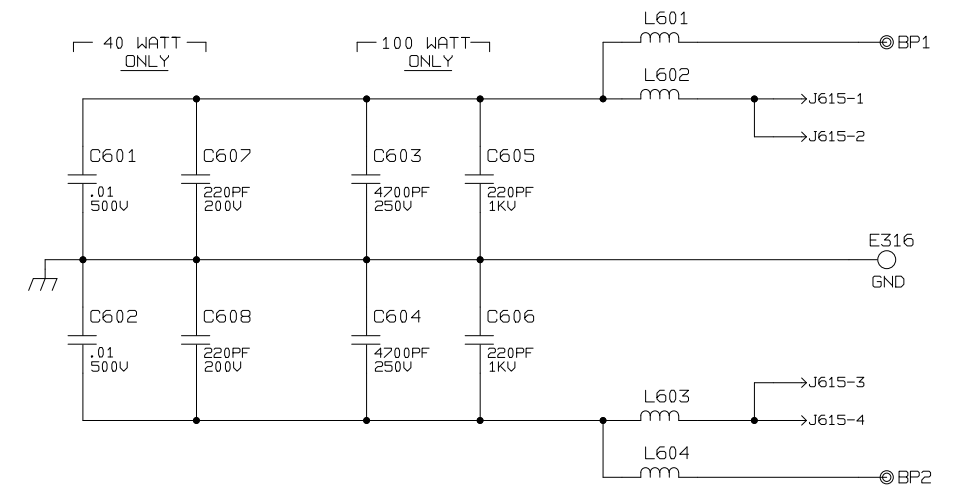 40 WATT
ONLY
100 WATT
ONLY
L601
BP1
L602
J615-1
J615-2
C601
.01
500V
C607
220PF
200V
C603
4700PF
250V
C605
220PF
1KV
E316
GND
C602
.01
500V
C608
220PF
200V
C604
4700PF
250V
C606
220PF
1KV
J615-3
L603
J615-4
L604
BP2